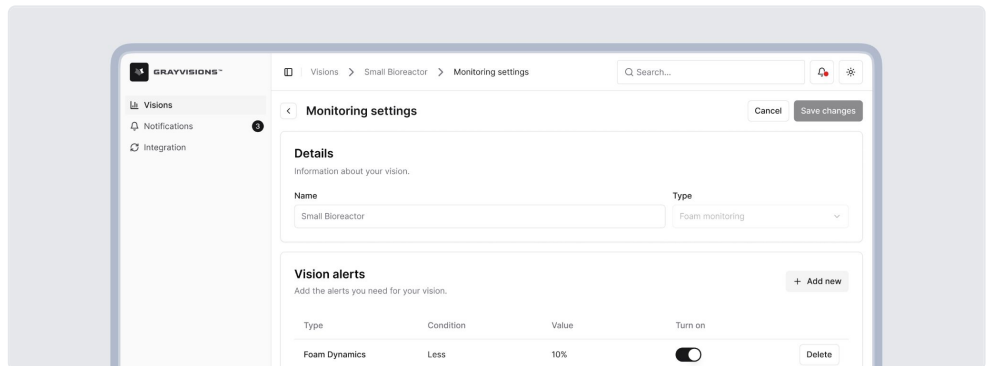 GRAYVISIONS™
Visions > Small Bioreactor > Monitoring settings
Search...
Visions
Notifications 3
Integration
Monitoring settings
Cancel
Save changes
Details
Information about your vision.
Name Type
Small Bioreactor Foam monitoring
Vision alerts
Add the alerts you need for your vision.
+ Add new
Type Condition Value Turn on
Foam Dynamics Less 10% Delete